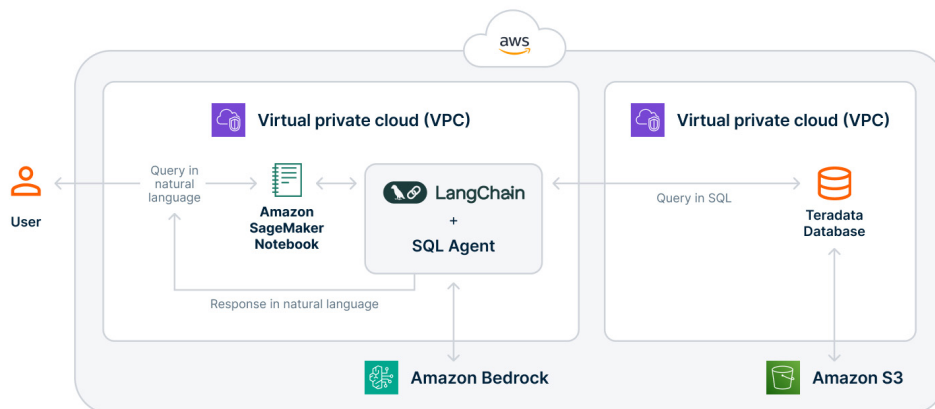 aws
Virtual private cloud (VPC)
Virtual private cloud (VPC)
Query in
natural
language
User
Amazon
SageMaker
Notebook
LangChain
+
SQL Agent
Query in SQL
Teradata
Database
Response in natural language
Amazon Bedrock
Amazon S3